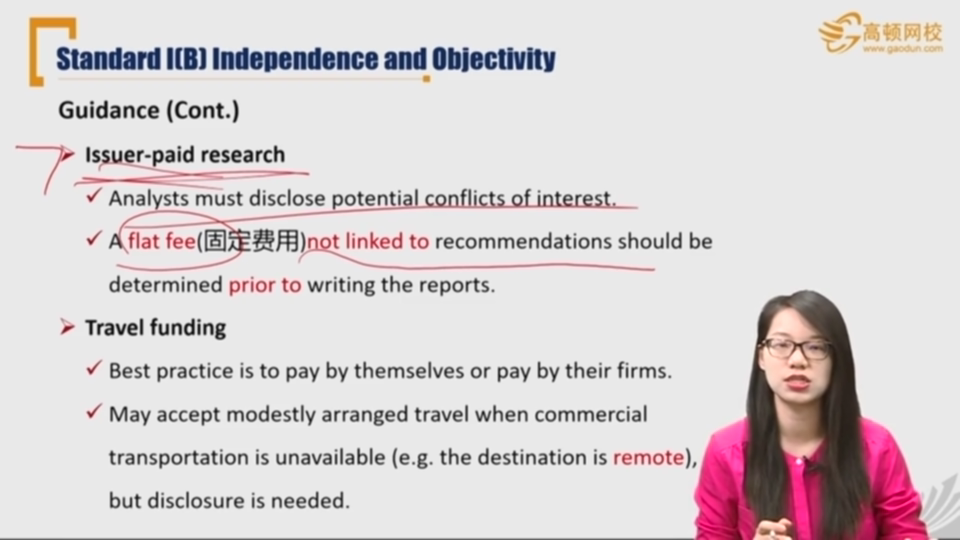 高顿网校
www.gaodun.com
Standard I(B) Independence and Objectivity
Guidance (Cont.)
Issuer-paid research
Analysts must disclose potential conflicts of interest.
A flat fee(固定费用)not linked to recommendations should be
determined prior to writing the reports.
Travel funding
Best practice is to pay by themselves or pay by their firms.
May accept modestly arranged travel when commercial
transportation is unavailable (e.g. the destination is remote),
but disclosure is needed.